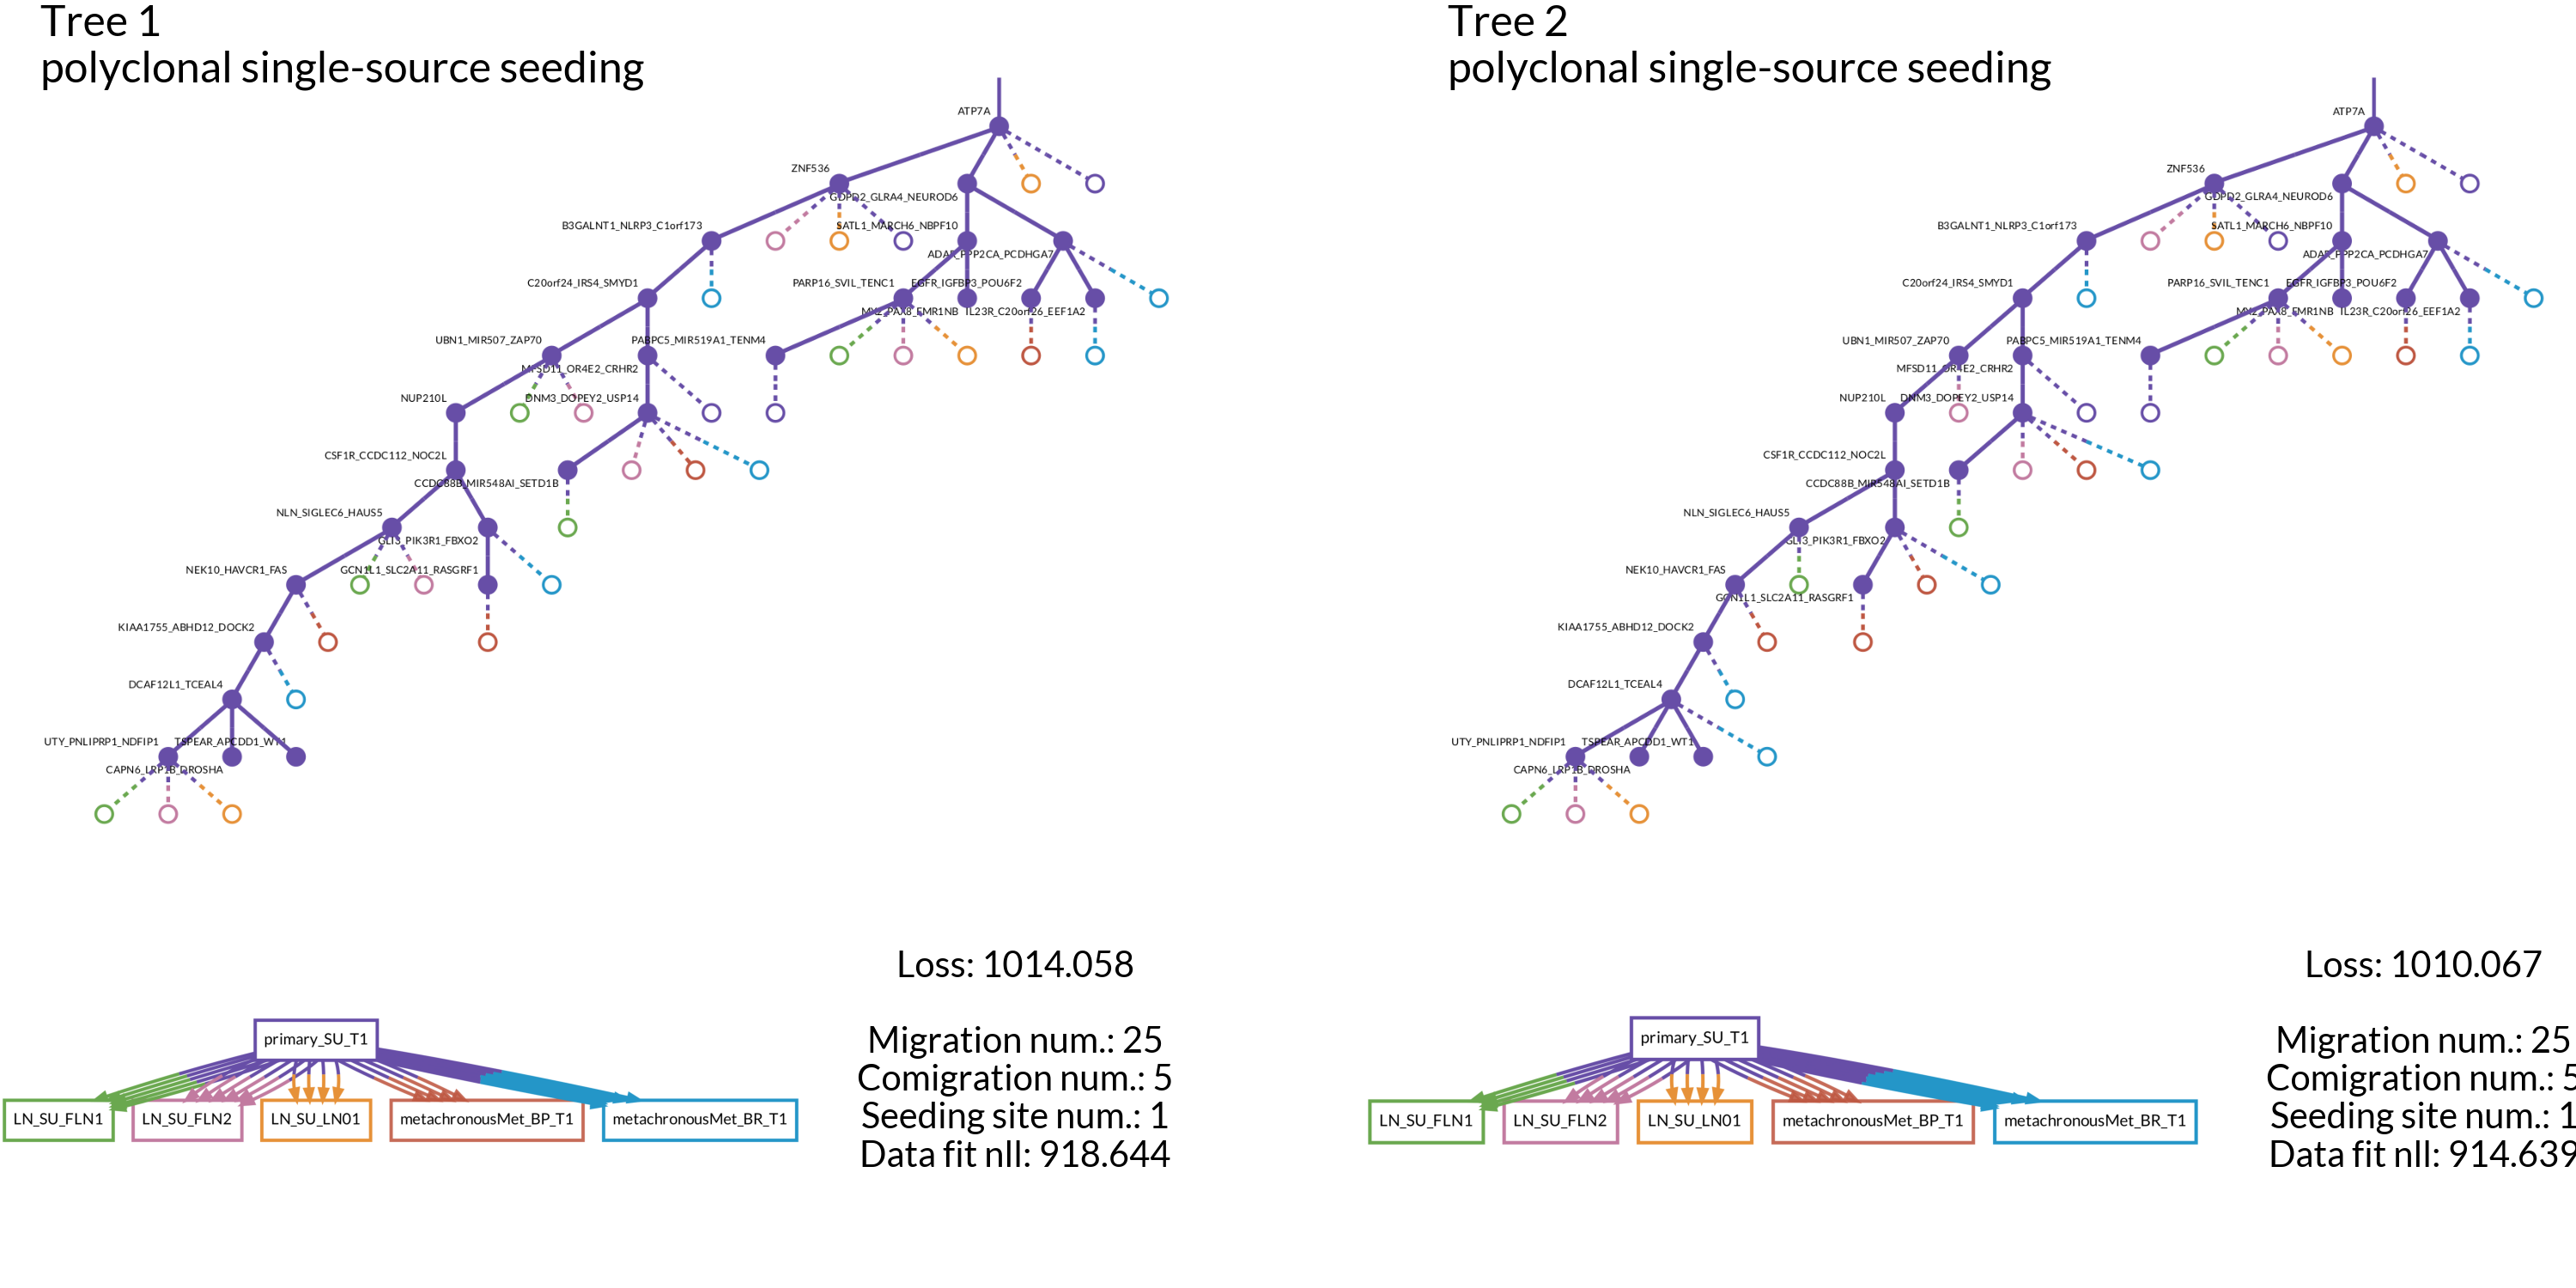 Tree 1
polyclonal single-source seeding
ATP7A
ZNF536
GDPD2_GLRA4_NEUROD6
B3GALNT1_NLRP3_C1orf173
SATL1_MARCH6_NBPF10
ADAR_PPP2CA_PCDHGA7
C20orf24_IRS4_SMYD1
PARP16_SVIL_TENC1
EGFR_IGFBP3_POU6F2
IL23R_C20orf26_EEF1A2
UBN1_MIR507_ZAP70
PABPC5_MIR519A1_TENM4
MFSD11_OR4E2_CRHR2
NUP210L
DNM3_DOPEY2_USP14
CSF1R_CCDC112_NOC2L
CCDC88B_MIR548AI_SETD1B
NLN_SIGLEC6_HAUS5
GLI3_PIK3R1_FBXO2
NEK10_HAVCR1_FAS
GCN1L1_SLC2A11_RASGRF1
KIAA1755_ABHD12_DOCK2
DCAF12L1_TCEAL4
UTY_PNLIPRP1_NDFIP1
TSPEAR_APCDD1_WT1
CAPN6_LRP1B_DROSHA
Loss: 1014.058
Migration num.: 25
Comigration num.: 5
Seeding site num.: 1
Data fit nll: 918.644
primary_SU_T1
LN_SU_FLN1
LN_SU_FLN2
LN_SU_LN01
metachronousMet_BP_T1
metachronousMet_BR_T1
Tree 2
polyclonal single-source seeding
ATP7A
ZNF536
GDPD2_GLRA4_NEUROD6
B3GALNT1_NLRP3_C1orf173
SATL1_MARCH6_NBPF10
ADAR_PPP2CA_PCDHGA7
C20orf24_IRS4_SMYD1
PARP16_SVIL_TENC1
EGFR_IGFBP3_POU6F2
IL23R_C20orf26_EEF1A2
UBN1_MIR507_ZAP70
PABPC5_MIR519A1_TENM4
MFSD11_OR4E2_CRHR2
NUP210L
DNM3_DOPEY2_USP14
CSF1R_CCDC112_NOC2L
CCDC88B_MIR548AI_SETD1B
NLN_SIGLEC6_HAUS5
GLI3_PIK3R1_FBXO2
NEK10_HAVCR1_FAS
GCN1L1_SLC2A11_RASGRF1
KIAA1755_ABHD12_DOCK2
DCAF12L1_TCEAL4
UTY_PNLIPRP1_NDFIP1
TSPEAR_APCDD1_WT1
CAPN6_LRP1B_DROSHA
Loss: 1010.067
Migration num.: 25
Comigration num.: 5
Seeding site num.: 1
Data fit nll: 914.639
primary_SU_T1
LN_SU_FLN1
LN_SU_FLN2
LN_SU_LN01
metachronousMet_BP_T1
metachronousMet_BR_T1